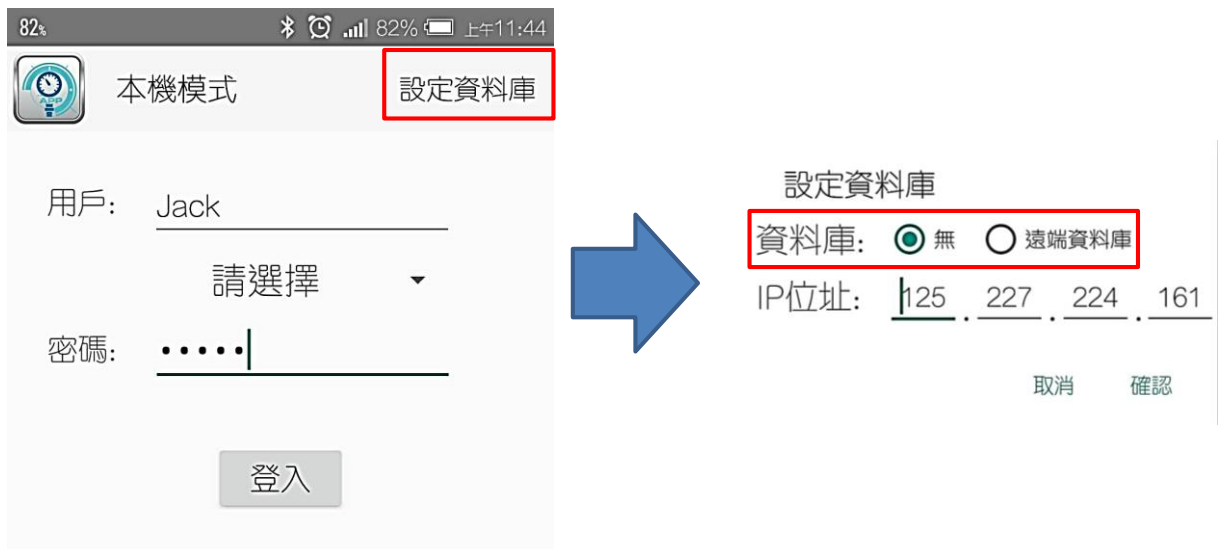 82%
82% 上午11:44
APP
本機模式
設定資料庫
用戶: Jack
請選擇
密碼: •••••
登入
設定資料庫
資料庫: 無 遠端資料庫
IP位址: 125 . 227 . 224 . 161
取消 確認